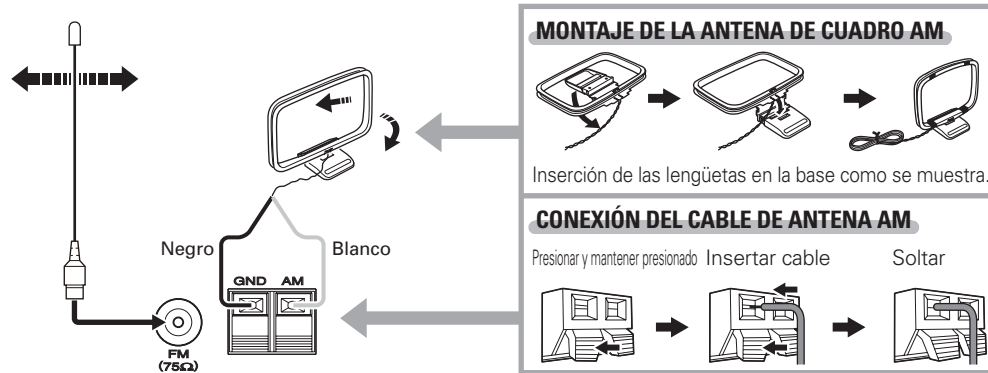 MONTAJE DE LA ANTENA DE CUADRO AM
Inserción de las lengüetas en la base como se muestra.
Negro
Blanco
GND AM
FM
(75Ω)
CONEXIÓN DEL CABLE DE ANTENA AM
Presionar y mantener presionado
Insertar cable
Soltar